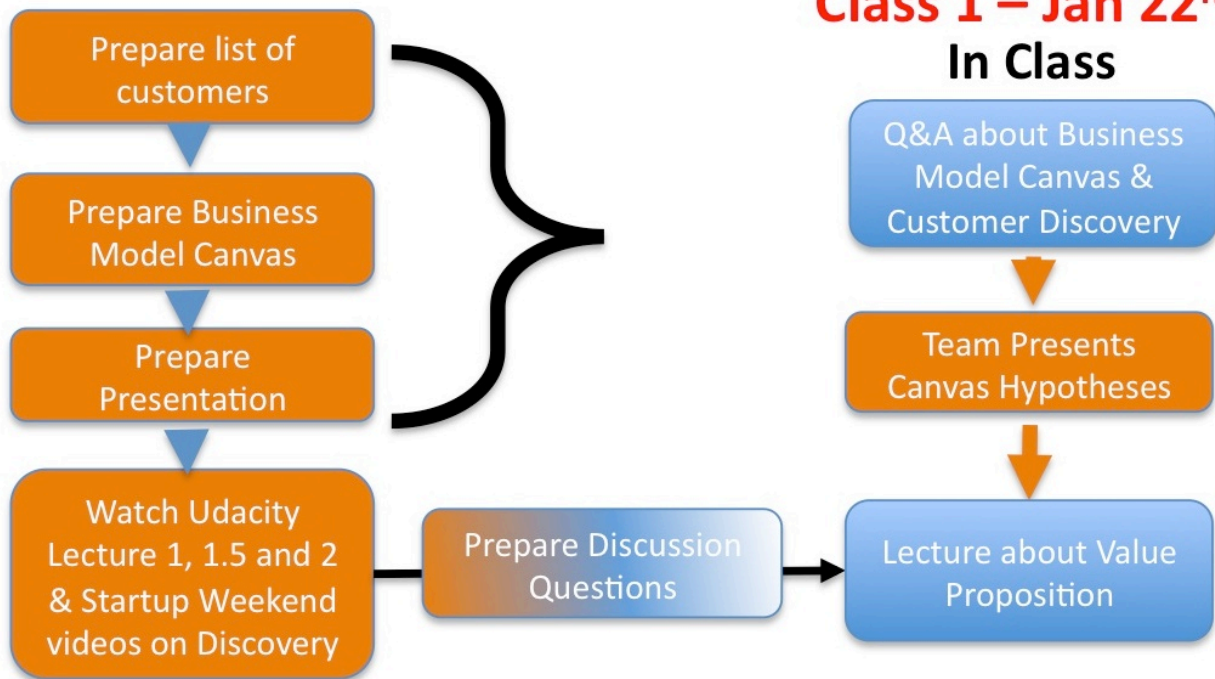 Prepare list of
customers
Prepare Business
Model Canvas
Prepare
Presentation
Watch Udacity
Lecture 1, 1.5 and 2
& Startup Weekend
videos on Discovery
Prepare Discussion
Questions
Class 1 – Jan 22
In Class
Q&A about Business
Model Canvas &
Customer Discovery
Team Presents
Canvas Hypotheses
Lecture about Value
Proposition